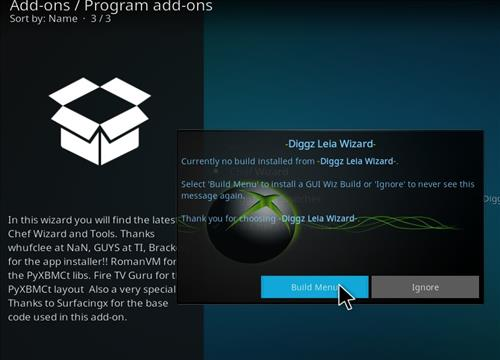 Add-ons / Program add-ons
Sort by: Name · 3 / 3
-Diggz Leia Wizard-
Currently no build installed from -Diggz Leia Wizard-.
Chef Wizard
Select 'Build Menu' to install a GUI Wiz Build or 'Ignore' to never see this
message again.
Digg
Thank you for choosing -Diggz Leia Wizard-
In this wizard you will find the lates
Chef Wizard and Tools. Thanks
whufclee at NaN, GUYS at TI, Brack
for the app installer!! RomanVM for
the PyXBMCt libs. Fire TV Guru for t
PyXBMCt layout Also a very special
Thanks to Surfacingx for the base
code used in this add-on.
Build Menu
Ignore